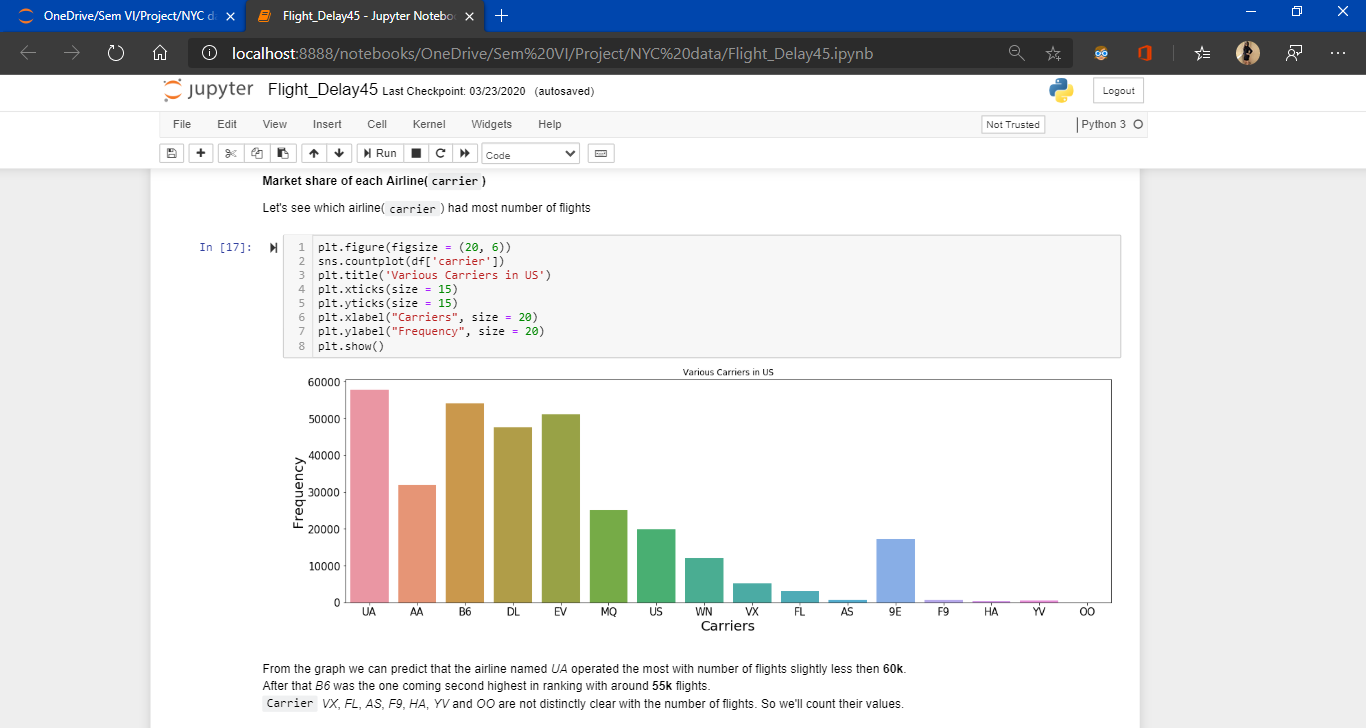 OneDrive/Sem VI/Project/NYC d
Flight_Delay45 - Jupyter Notebo
localhost:8888/notebooks/OneDrive/Sem%20VI/Project/NYC%20data/Flight_Delay45.ipynb
jupyter Flight_Delay45 Last Checkpoint: 03/23/2020 (autosaved)
Logout
File Edit View Insert Cell Kernel Widgets Help
Not Trusted
Python 3
Run
Code
Market share of each Airline( carrier )
Let's see which airline( carrier ) had most number of flights
In [17]:
1 plt.figure(figsize = (20, 6))
2 sns.countplot(df['carrier'])
3 plt.title('Various Carriers in US')
4 plt.xticks(size = 15)
5 plt.yticks(size = 15)
6 plt.xlabel("Carriers", size = 20)
7 plt.ylabel("Frequency", size = 20)
8 plt.show()
Various Carriers in US
60000
50000
40000
30000
20000
10000
0
Frequency
UA AA B6 DL EV MQ US WN VX FL AS 9E F9 HA YV OO
Carriers
From the graph we can predict that the airline named UA operated the most with number of flights slightly less then 60k.
After that B6 was the one coming second highest in ranking with around 55k flights.
Carrier VX, FL, AS, F9, HA, YV and OO are not distinctly clear with the number of flights. So we'll count their values.